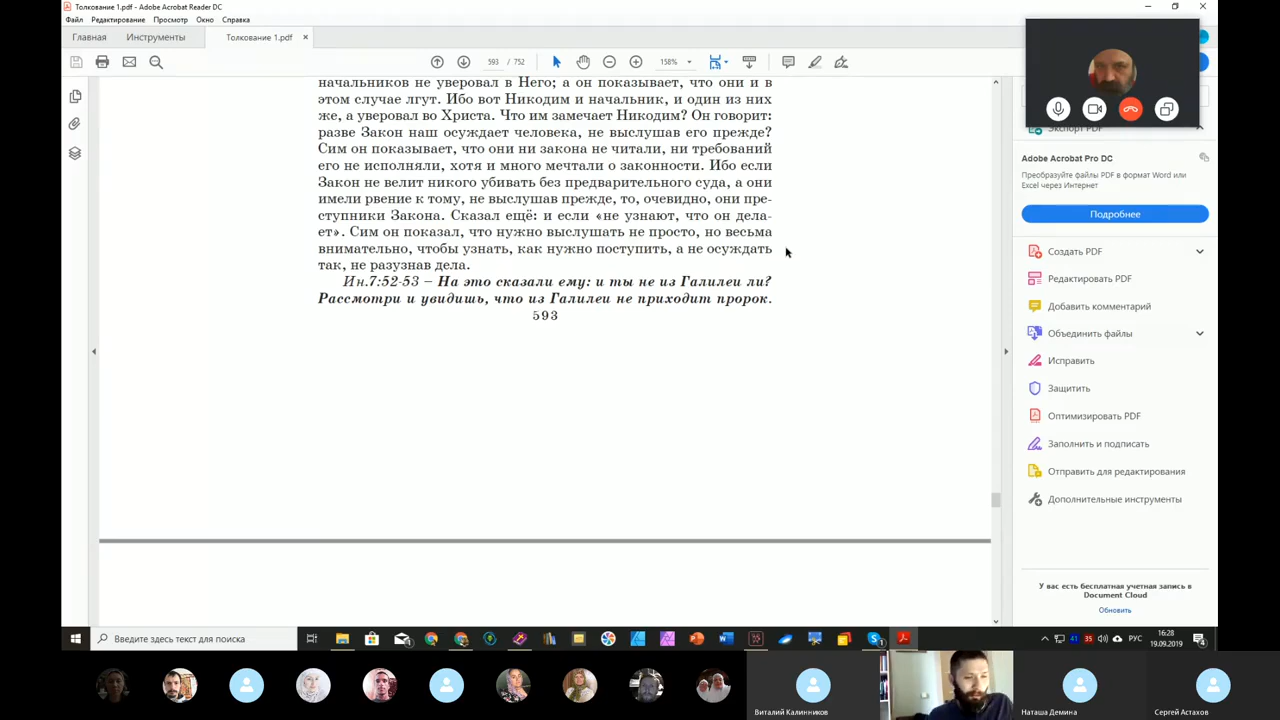 Толкование 1.pdf - Adobe Acrobat Reader DC
Файл Редактирование Просмотр Окно Справка
Главная Инструменты Толкование 1.pdf ×
593 / 752 158%
начальников не уверовал в Него; а он показывает, что они и в
этом случае лгут. Ибо вот Никодим и начальник, и один из них
же, а уверовал во Христа. Что им замечает Никодим? Он говорит:
разве Закон наш осуждает человека, не выслушав его прежде?
Сим он показывает, что они ни закона не читали, ни требований
его не исполняли, хотя и много мечтали о законности. Ибо если
Закон не велит никого убивать без предварительного суда, а они
имели рвение к тому, не выслушав прежде, то, очевидно, они пре-
ступники Закона. Сказал ещё: и если «не узнают, что он дела-
ет». Сим он показал, что нужно выслушать не просто, но весьма
внимательно, чтобы узнать, как нужно поступить, а не осуждать
так, не разузнав дела.
Ин.7:52-53 – На это сказали ему: и ты не из Галилеи ли?
Рассмотри и увидишь, что из Галилеи не приходит пророк.
593
Экспорт PDF
Adobe Acrobat Pro DC
Преобразуйте файлы PDF в формат Word или
Excel через Интернет
Подробнее
Создать PDF
Редактировать PDF
Добавить комментарий
Объединить файлы
Исправить
Защитить
Оптимизировать PDF
Заполнить и подписать
Отправить для редактирования
Дополнительные инструменты
У вас есть бесплатная учетная запись в
Document Cloud
Обновить
Введите здесь текст для поиска
41 35 РУС 16:28
19.09.2019
Виталий Калинников Наташа Демина Сергей Астахов